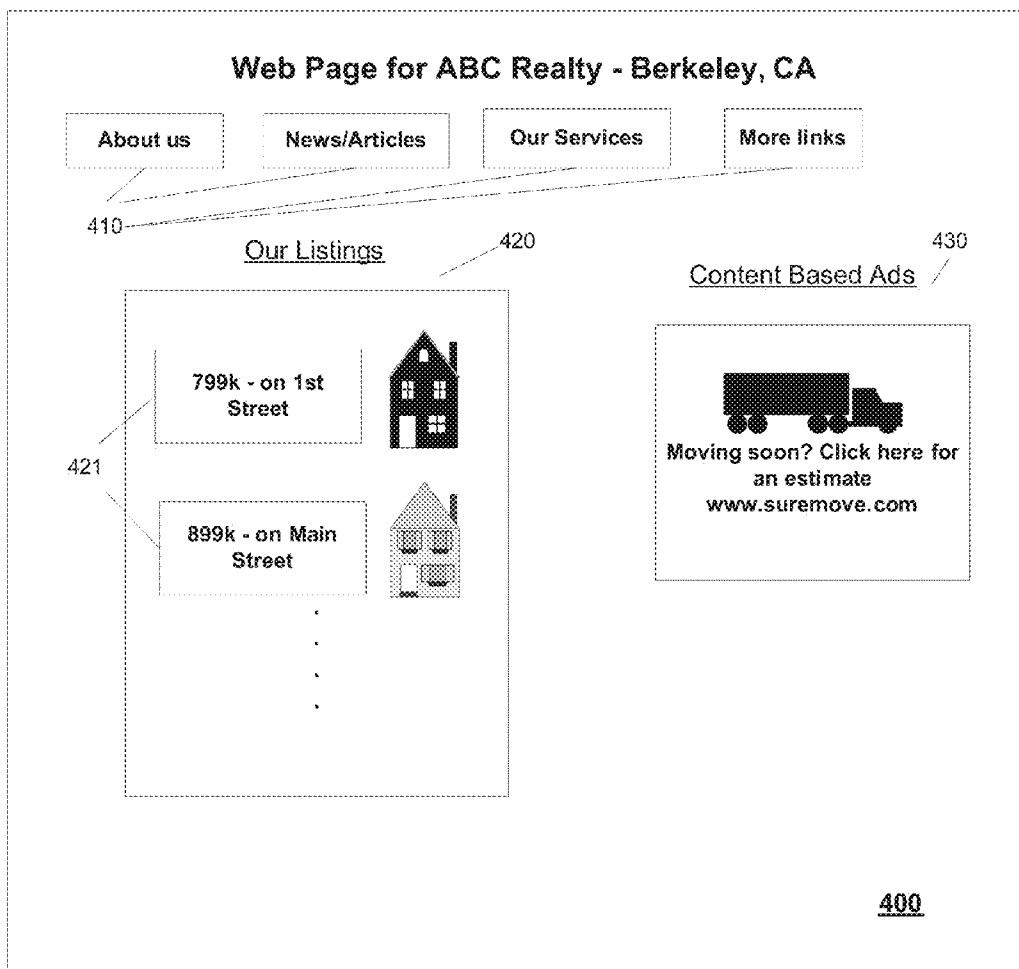 Web Page for ABC Realty - Berkeley, CA
About us
News/Articles
Our Services
More links
410
Our Listings
420
430
Content Based Ads
799k - on 1st
Street
421
899k - on Main
Street
Moving soon? Click here for
an estimate
www.suremove.com
400